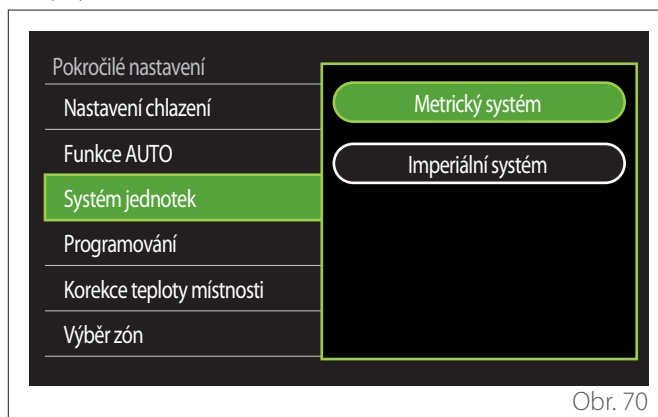 Pokročilé nastavení
Nastavení chlazení
Funkce AUTO
Systém jednotek
Programování
Korekce teploty místnosti
Výběr zón
Metrický systém
Imperiální systém
Obr. 70